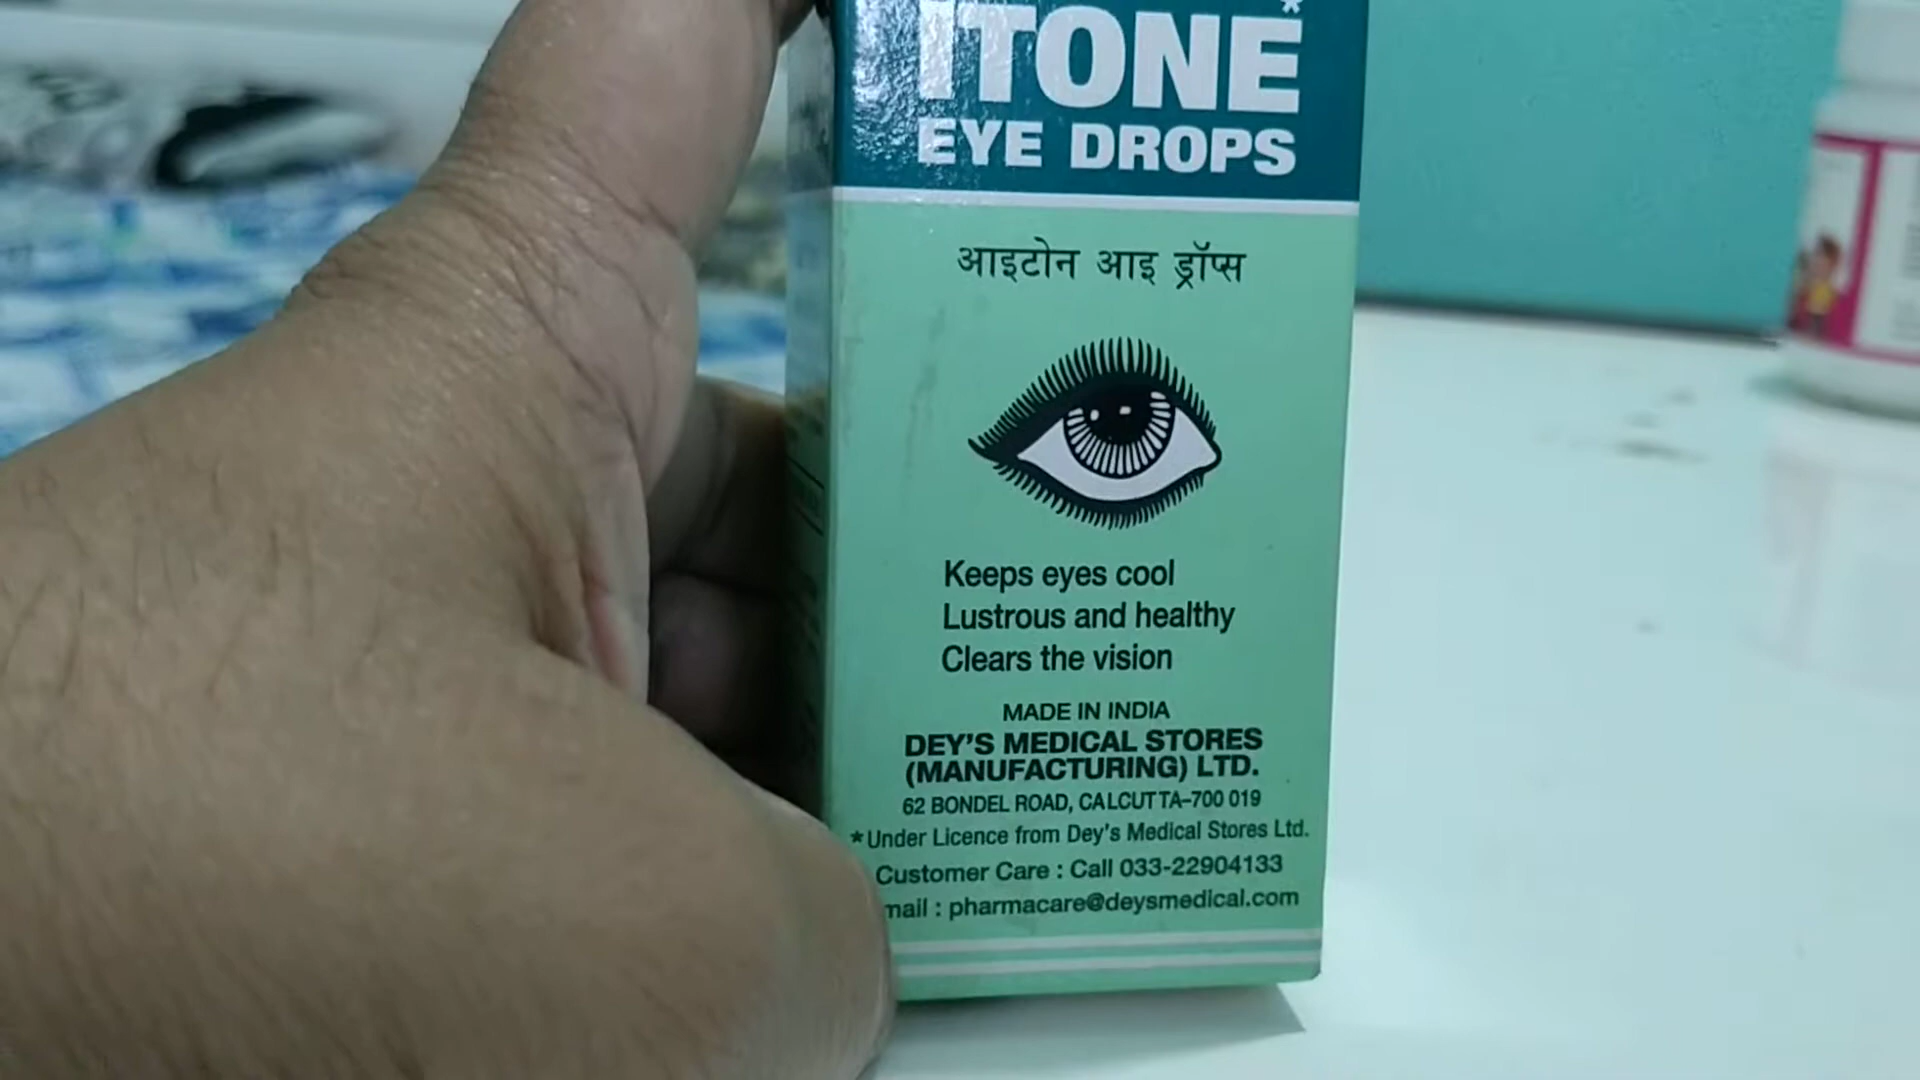 ITONE*
EYE DROPS
आइटोन आइ ड्रॉप्स
Keeps eyes cool
Lustrous and healthy
Clears the vision
MADE IN INDIA
DEY'S MEDICAL STORES
(MANUFACTURING) LTD.
62 BONDEL ROAD, CALCUTTA-700 019
*Under Licence from Dey's Medical Stores Ltd.
Customer Care : Call 033-22904133
mail : pharmacare@deysmedical.com